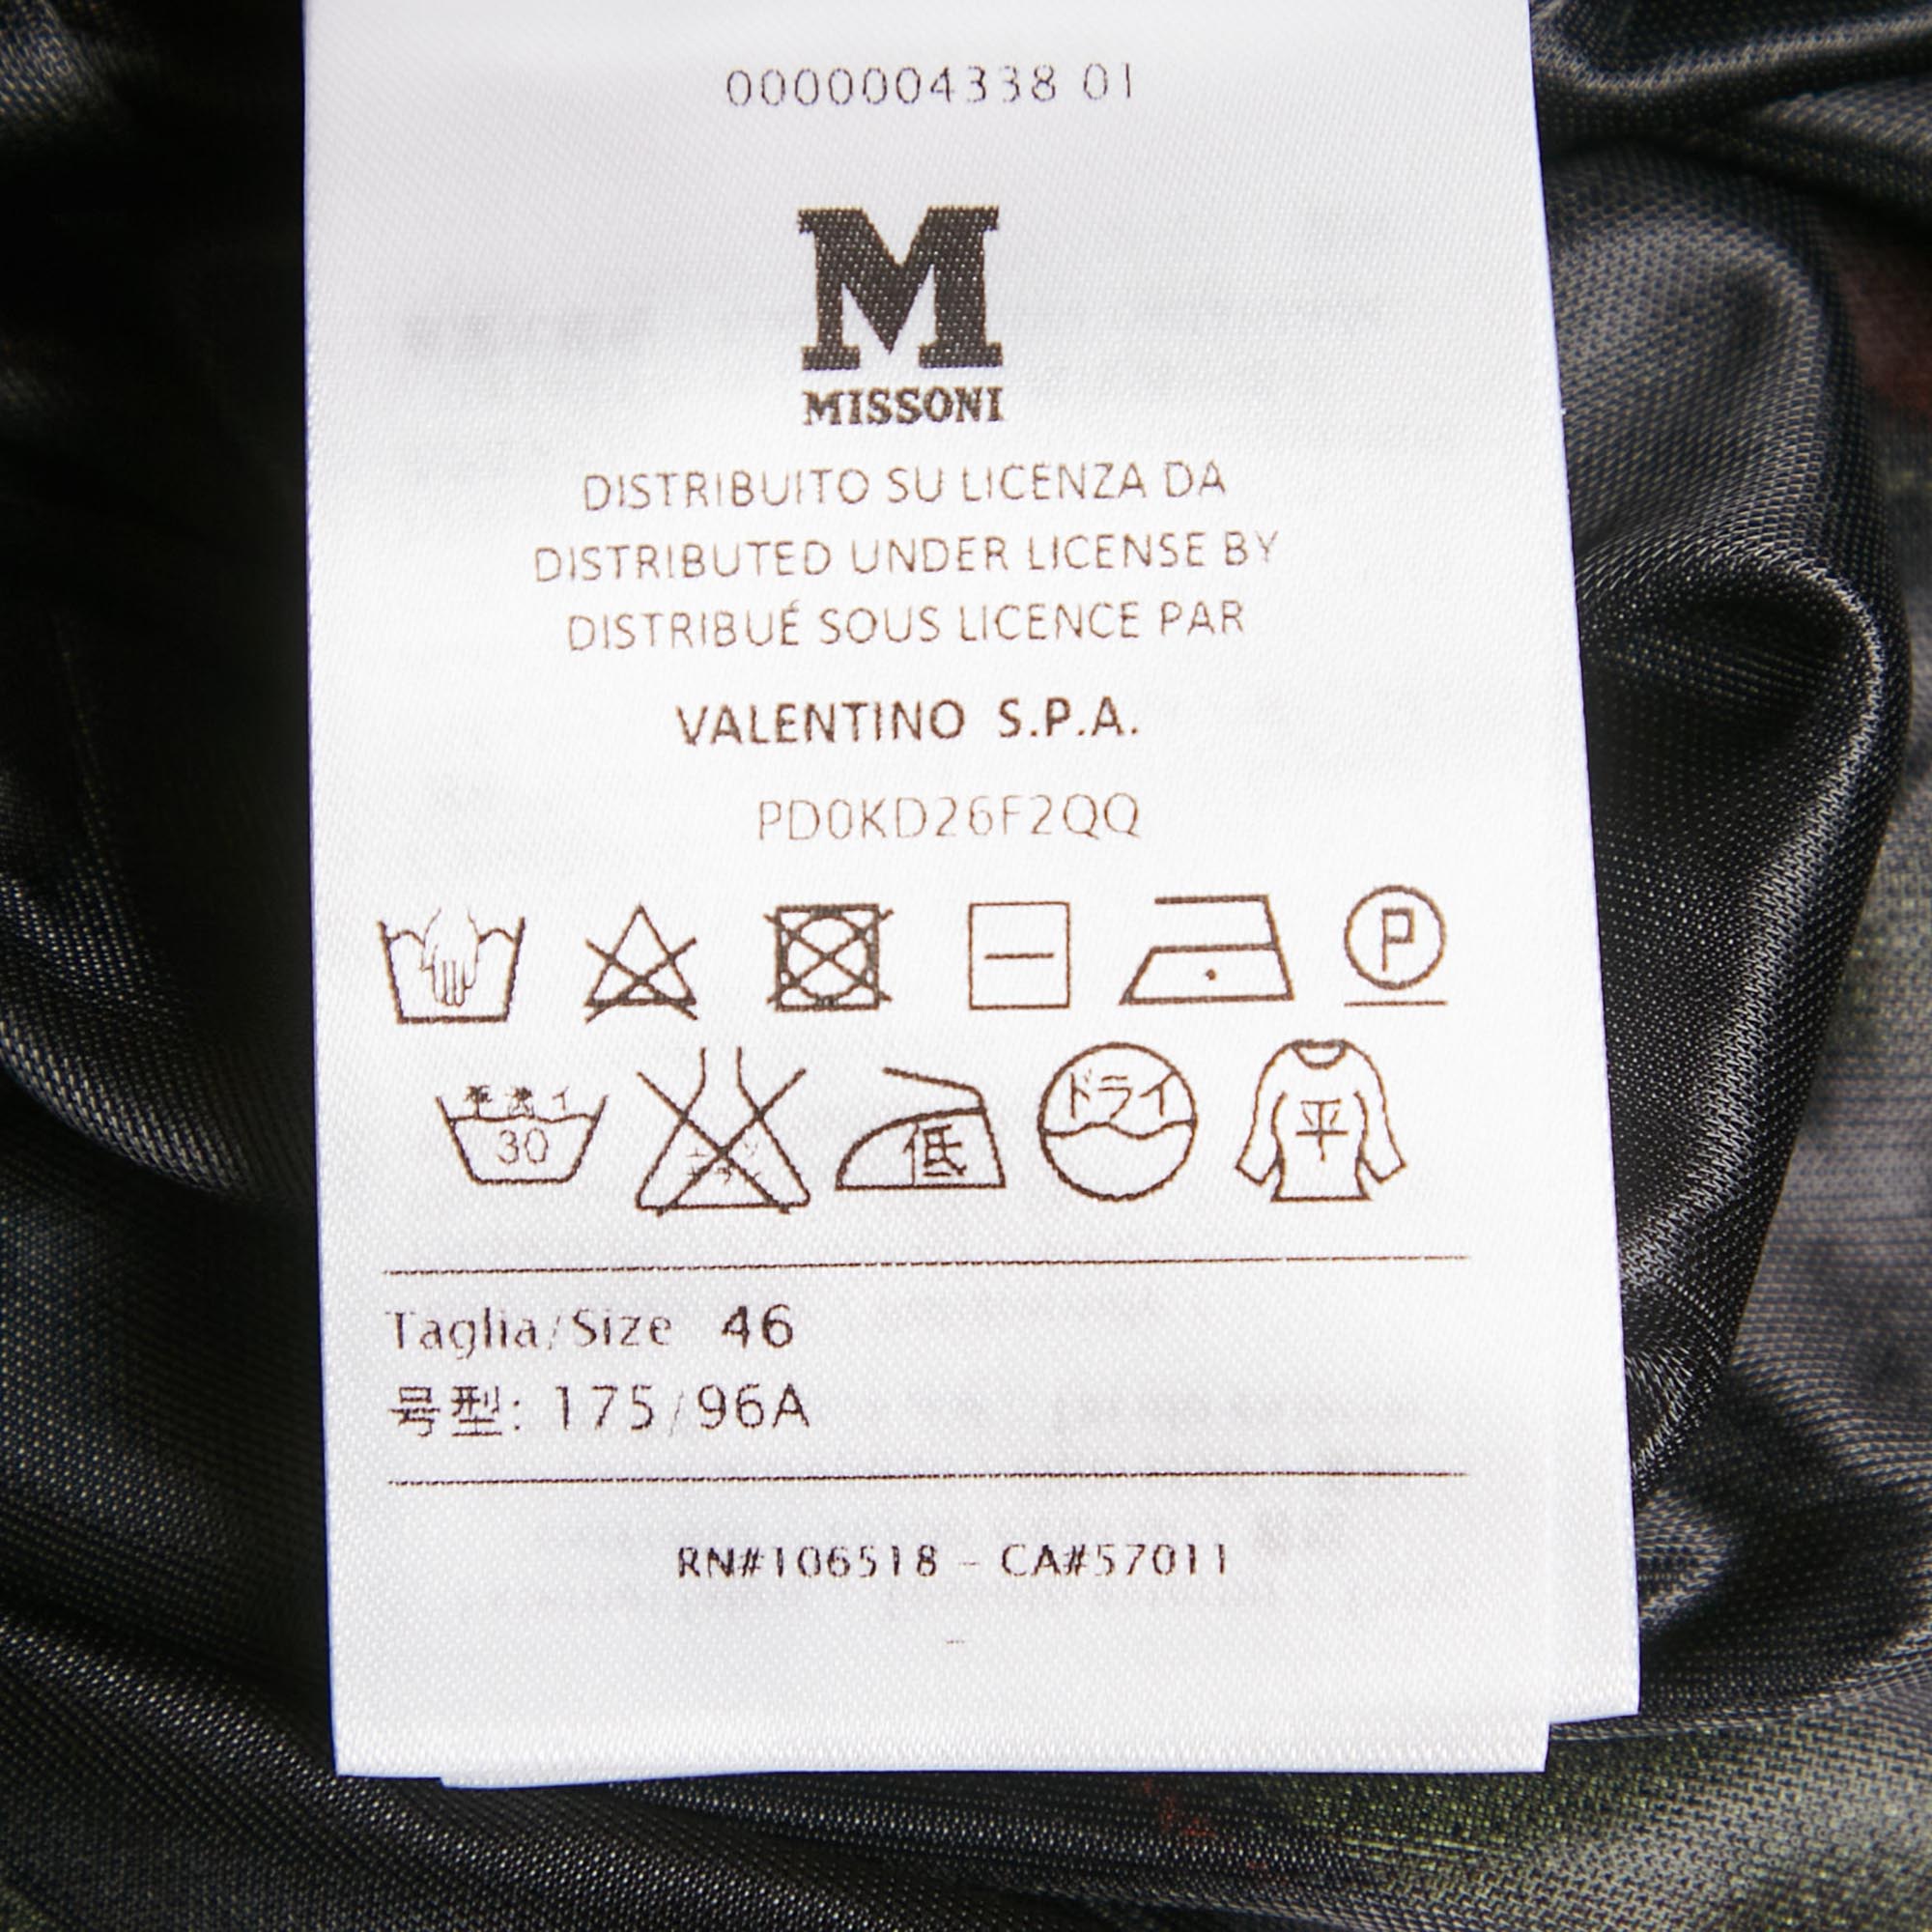 0000004338 01
M
MISSONI
DISTRIBUITO SU LICENZA DA
DISTRIBUTED UNDER LICENSE BY
DISTRIBUÉ SOUS LICENCE PAR
VALENTINO S.P.A.
PD0KD26F2QQ
P
30
低
ドライ
平
Taglia/Size 46
号型: 175/96A
RN#106518 - CA#57011